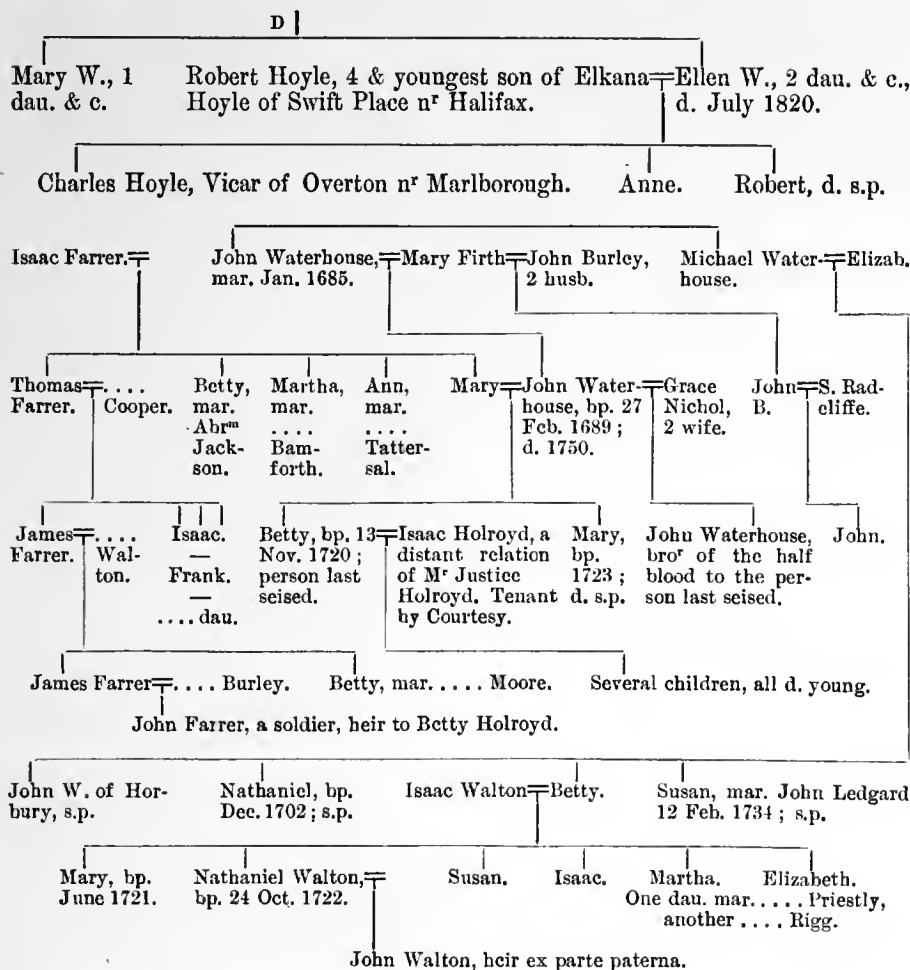 D
Mary W., 1 Robert Hoyle, 4 & youngest son of Elkana Ellen W., 2 dau. & c.,
dau. & c. Hoyle of Swift Place nʳ Halifax. d. July 1820.
Charles Hoyle, Vicar of Overton nʳ Marlborough. Anne. Robert, d. s.p.
Isaac Farrer. John Waterhouse, Mary Firth John Burley, Michael Water- Elizab.
mar. Jan. 1685. 2 husb. house.
Thomas .... Betty, Martha, Ann, Mary John Water- Grace John S. Rad-
Farrer. Cooper. mar. mar. mar. house, bp. 27 Nichol, B. cliffe.
Abrᵐ .... .... Feb. 1689; 2 wife.
Jack- Bam- Tatter- d. 1750.
son. forth. sal.
James .... Isaac. Betty, bp. 13 Isaac Holroyd, a Mary, John Waterhouse, John.
Farrer. Wal- — Nov. 1720; distant relation bp. broʳ of the half
ton. Frank. person last of Mʳ Justice 1723; blood to the per-
— seised. Holroyd. Tenant d. s.p. son last seised.
.... dau. by Courtesy.
James Farrer .... Burley. Betty, mar. .... Moore. Several children, all d. young.
John Farrer, a soldier, heir to Betty Holroyd.
John W. of Hor- Nathaniel, bp. Isaac Walton Betty. Susan, mar. John Ledgard
bury, s.p. Dec. 1702; s.p. 12 Feb. 1734; s.p.
Mary, bp. Nathaniel Walton, Susan. Isaac. Martha. Elizabeth.
June 1721. bp. 24 Oct. 1722. One dau. mar. .... Priestly,
another .... Rigg.
John Walton, heir ex parte paterna.